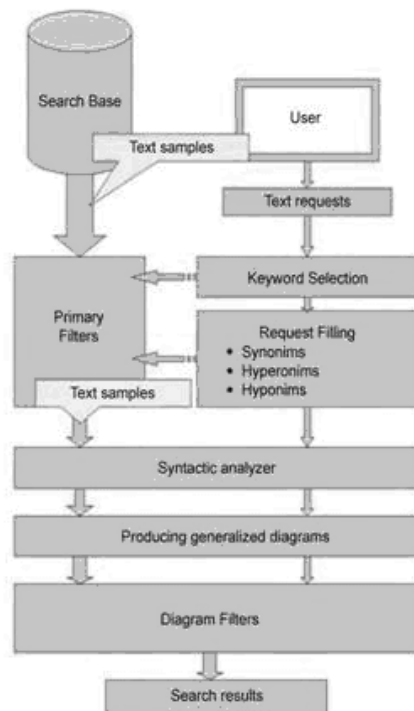 Search Base
User
Text samples
Text requests
Keyword Selection
Primary
Filters
Request Filling
• Synonims
• Hyperonims
• Hyponims
Text samples
Syntactic analyzer
Producing generalized diagrams
Diagram Filters
Search results